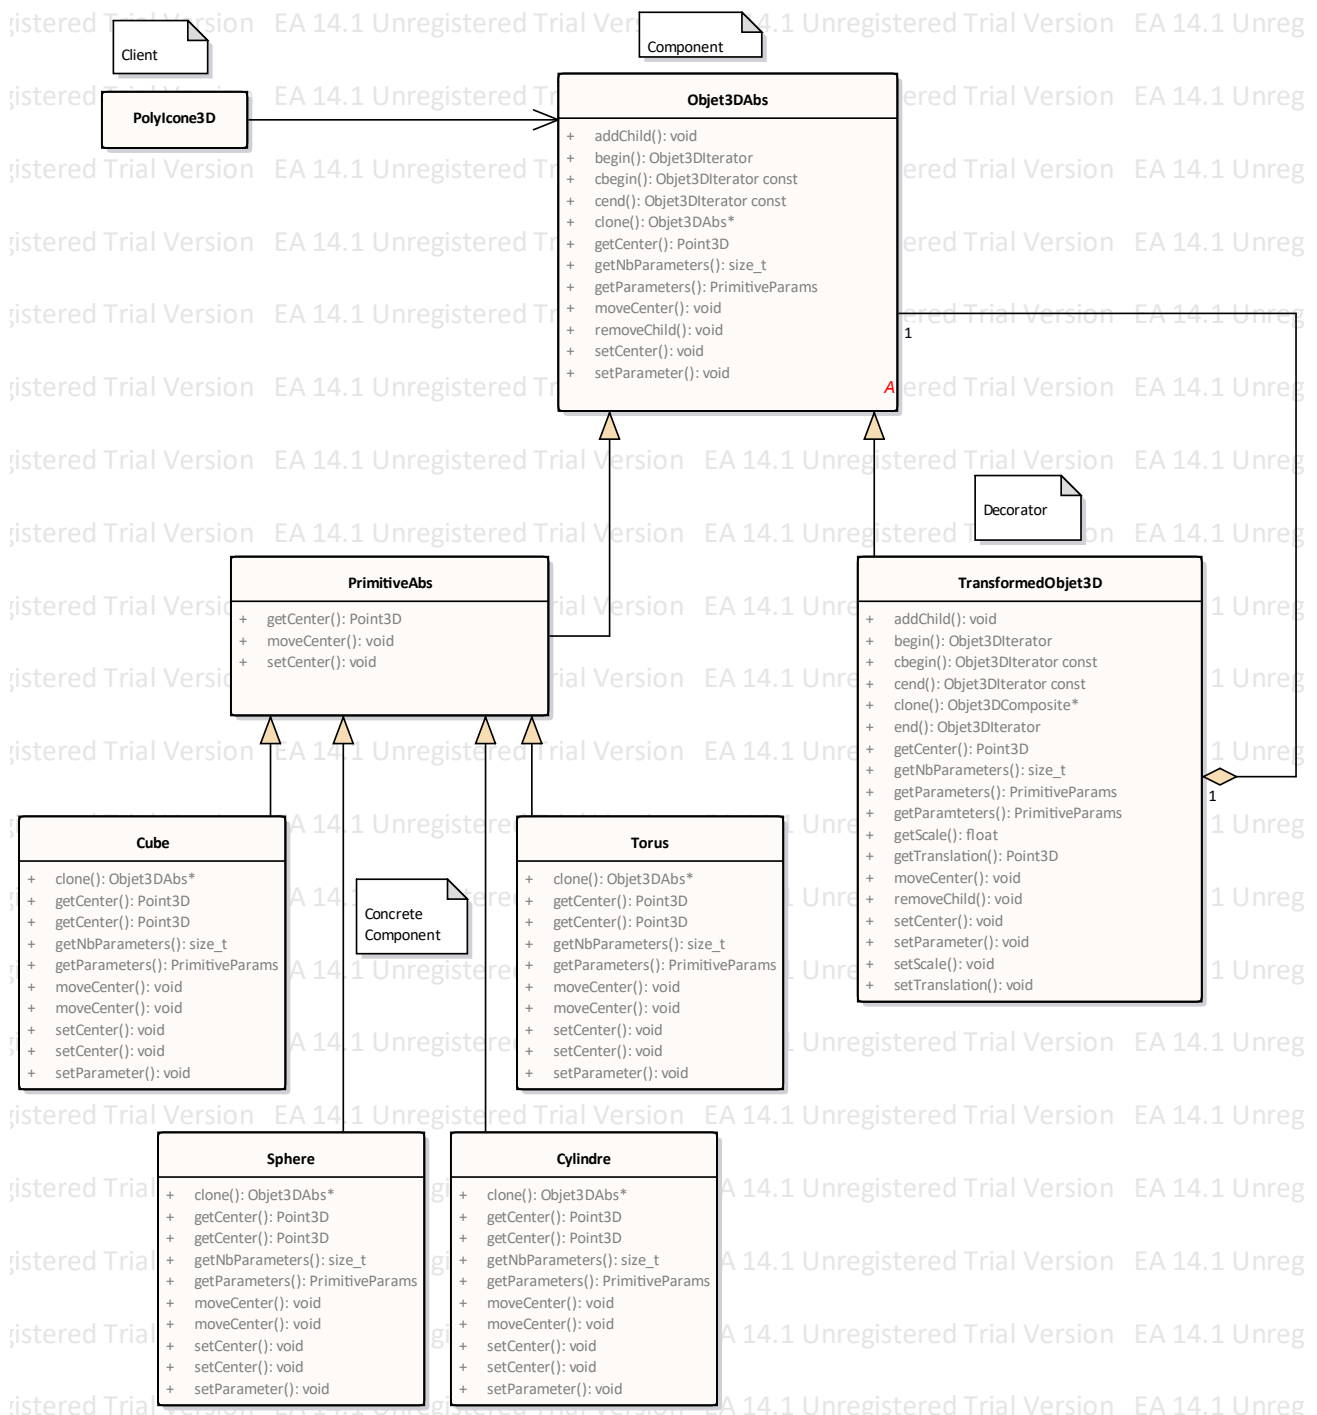 Client
Component
PolyIcone3D
Objet3DAbs
+ addChild(): void
+ begin(): Objet3DIterator
+ cbegin(): Objet3DIterator const
+ cend(): Objet3DIterator const
+ clone(): Objet3DAbs*
+ getCenter(): Point3D
+ getNbParameters(): size_t
+ getParameters(): PrimitiveParams
+ moveCenter(): void
+ removeChild(): void
+ setCenter(): void
+ setParameter(): void
A
1
Decorator
PrimitiveAbs
+ getCenter(): Point3D
+ moveCenter(): void
+ setCenter(): void
TransformedObjet3D
+ addChild(): void
+ begin(): Objet3DIterator
+ cbegin(): Objet3DIterator const
+ cend(): Objet3DIterator const
+ clone(): Objet3DComposite*
+ end(): Objet3DIterator
+ getCenter(): Point3D
+ getNbParameters(): size_t
+ getParameters(): PrimitiveParams
+ getParamteters(): PrimitiveParams
+ getScale(): float
+ getTranslation(): Point3D
+ moveCenter(): void
+ removeChild(): void
+ setCenter(): void
+ setParameter(): void
+ setScale(): void
+ setTranslation(): void
1
Cube
+ clone(): Objet3DAbs*
+ getCenter(): Point3D
+ getCenter(): Point3D
+ getNbParameters(): size_t
+ getParameters(): PrimitiveParams
+ moveCenter(): void
+ moveCenter(): void
+ setCenter(): void
+ setCenter(): void
+ setParameter(): void
Concrete
Component
Torus
+ clone(): Objet3DAbs*
+ getCenter(): Point3D
+ getCenter(): Point3D
+ getNbParameters(): size_t
+ getParameters(): PrimitiveParams
+ moveCenter(): void
+ moveCenter(): void
+ setCenter(): void
+ setCenter(): void
+ setParameter(): void
Sphere
+ clone(): Objet3DAbs*
+ getCenter(): Point3D
+ getCenter(): Point3D
+ getNbParameters(): size_t
+ getParameters(): PrimitiveParams
+ moveCenter(): void
+ moveCenter(): void
+ setCenter(): void
+ setCenter(): void
+ setParameter(): void
Cylindre
+ clone(): Objet3DAbs*
+ getCenter(): Point3D
+ getCenter(): Point3D
+ getNbParameters(): size_t
+ getParameters(): PrimitiveParams
+ moveCenter(): void
+ moveCenter(): void
+ setCenter(): void
+ setCenter(): void
+ setParameter(): void
EA 14.1 Unregistered Trial Version